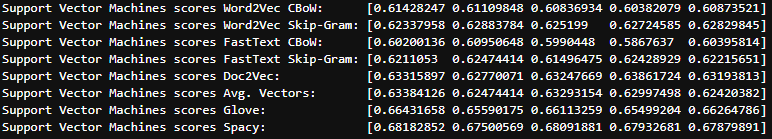 Support Vector Machines scores Word2Vec CBoW: [0.61428247 0.61109848 0.60836934 0.60382079 0.60873521]
Support Vector Machines scores Word2Vec Skip-Gram: [0.62337958 0.62883784 0.625199 0.62724585 0.62829845]
Support Vector Machines scores FastText CBoW: [0.60200136 0.60950648 0.5990448 0.5867637 0.60395814]
Support Vector Machines scores FastText Skip-Gram: [0.6211053 0.62474414 0.61496475 0.62428929 0.62215651]
Support Vector Machines scores Doc2Vec: [0.63315897 0.62770071 0.63247669 0.63861724 0.63193813]
Support Vector Machines scores Avg. Vectors: [0.63384126 0.62474414 0.63293154 0.62997498 0.62420382]
Support Vector Machines scores Glove: [0.66431658 0.65590175 0.66113259 0.65499204 0.66264786]
Support Vector Machines scores Spacy: [0.68182852 0.67500569 0.68091881 0.67932681 0.67879891]